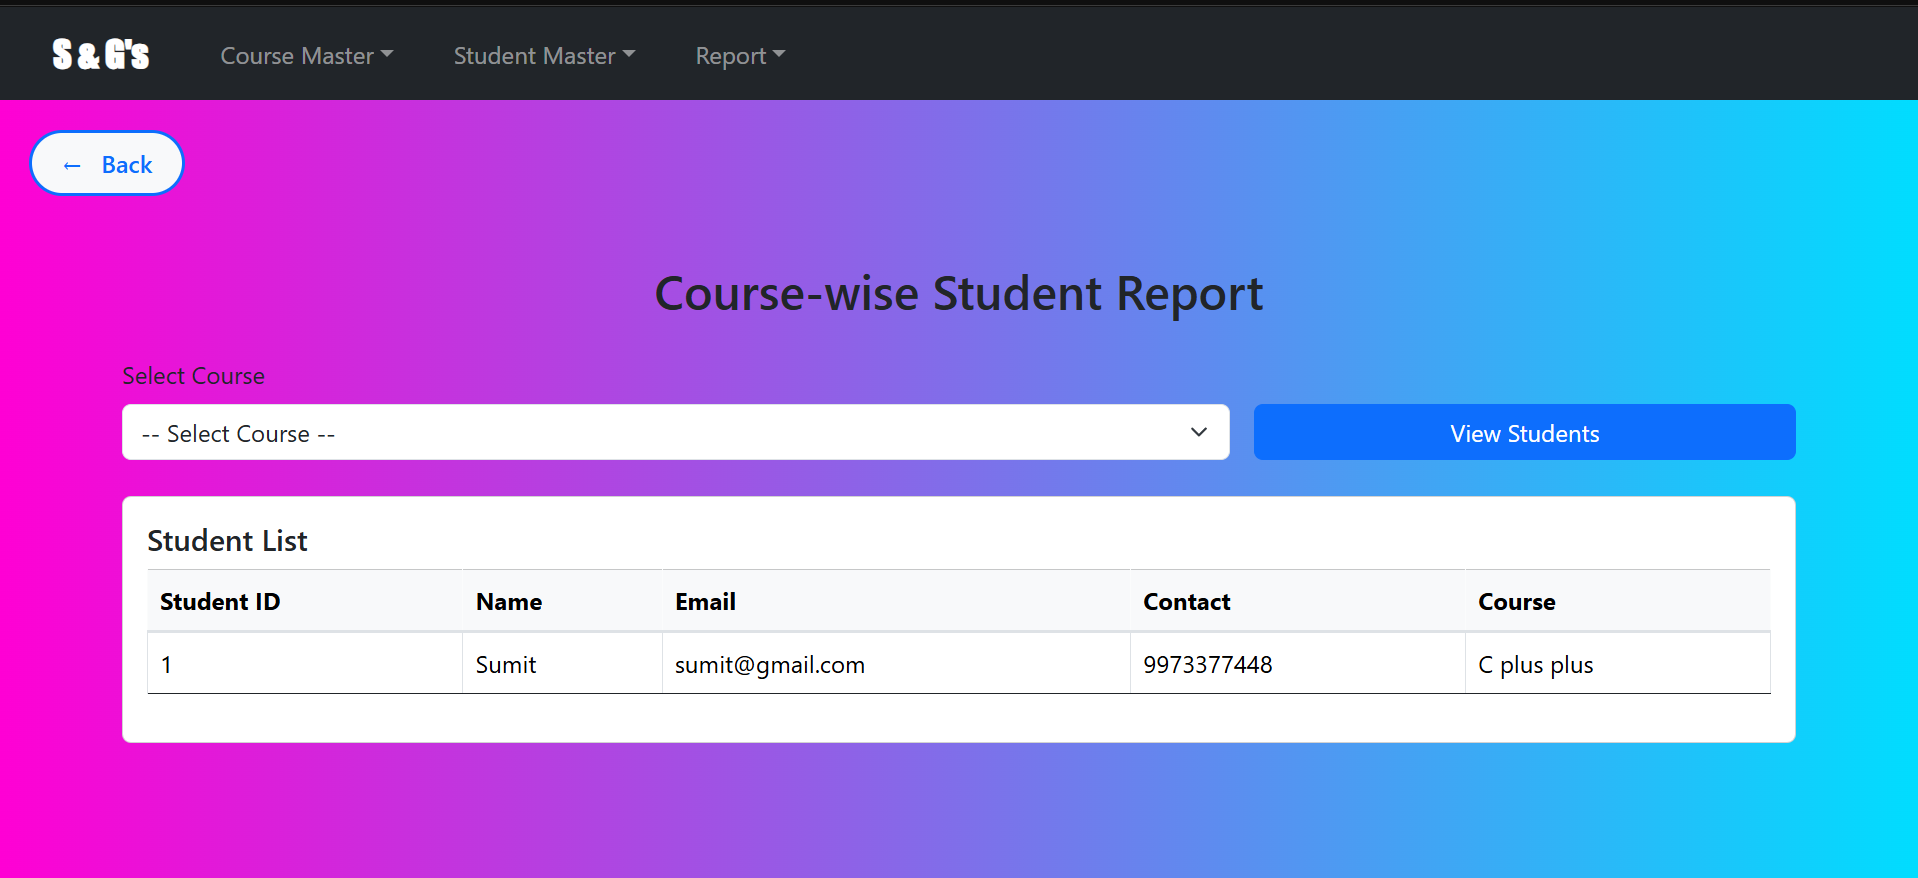 S & G's Course Master Student Master Report
← Back
Course-wise Student Report
Select Course
-- Select Course -- View Students
Student List
Student ID Name Email Contact Course
1 Sumit sumit@gmail.com 9973377448 C plus plus